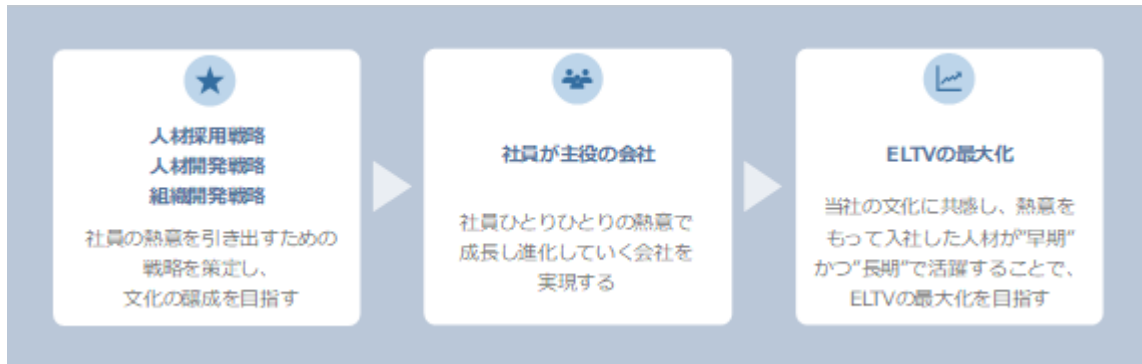 人材採用戦略
人材開発戦略
組織開発戦略
社員の熱意を引き出すための
戦略を策定し、
文化の醸成を目指す
社員が主役の会社
社員ひとりひとりの熱意で
成長し進化していく会社を
実現する
ELTVの最大化
当社の文化に共感し、熱意を
もって入社した人材が"早期"
かつ"長期"で活躍することで、
ELTVの最大化を目指す